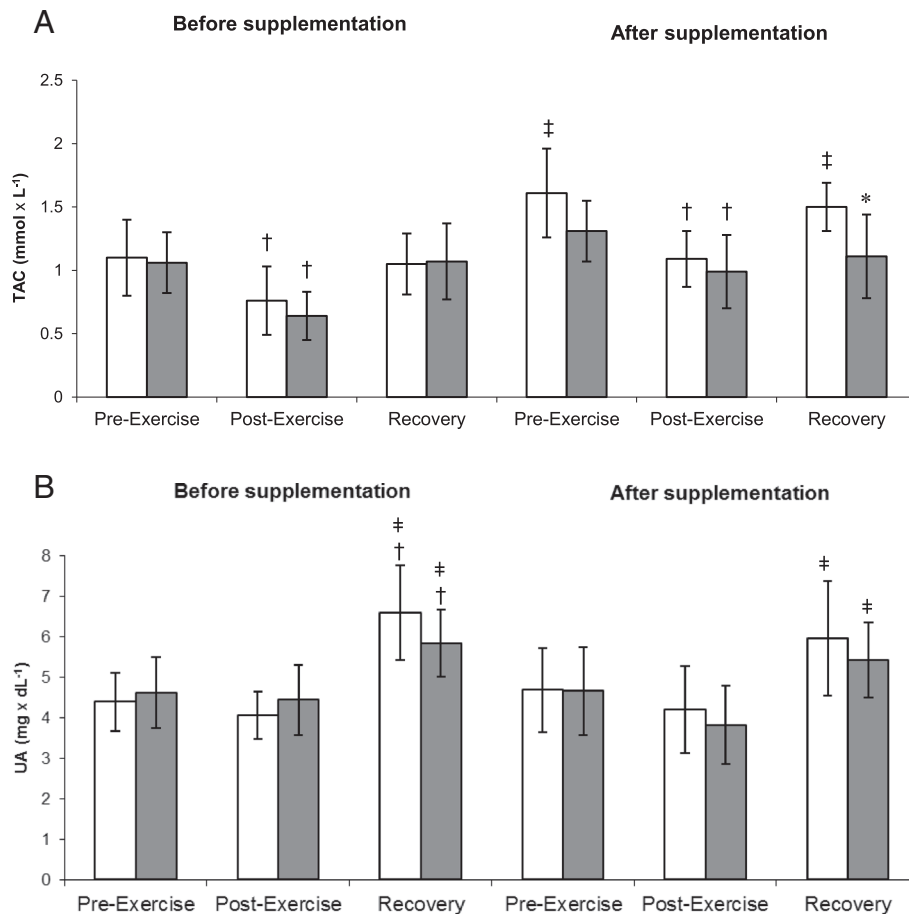 A
Before supplementation
After supplementation
TAC (mmol x L-1)
2.5
2
1.5
1
0.5
0
‡
‡
† † † † *
Pre-Exercise Post-Exercise Recovery Pre-Exercise Post-Exercise Recovery
B
Before supplementation
After supplementation
UA (mg x dL-1)
8
7
6
5
4
3
2
1
0
‡ ‡ ‡ ‡
† †
Pre-Exercise Post-Exercise Recovery Pre-Exercise Post-Exercise Recovery